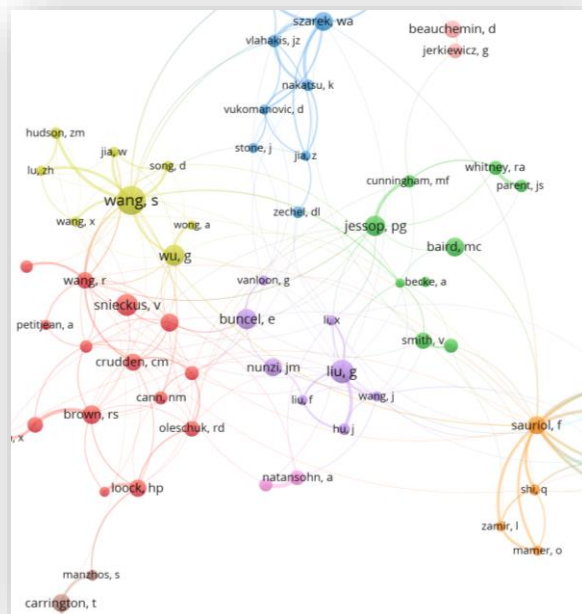 szarek, wa
beauchemin, d
vlahakis, jz
jerkiewicz, g
nakatsu, k
vukomanovic, d
hudson, zm
jia, w
stone, j
jia, z
song, d
lu, zh
whitney, ra
cunningham, mf
parent, js
wang, s
zechel, dl
wang, x
wong, a
jessop, pg
baird, mc
wu, g
wang, r
vanloon, g
becke, a
snieckus, v
buncel, e
li, x
petitjean, a
smith, v
crudden, cm
nunzi, jm
liu, g
cann, nm
liu, f
wang, j
brown, rs
oleschuk, rd
hu, j
sauriol, f
, x
natansohn, a
loock, hp
shi, q
zamir, l
mamer, o
manzhos, s
carrington, t